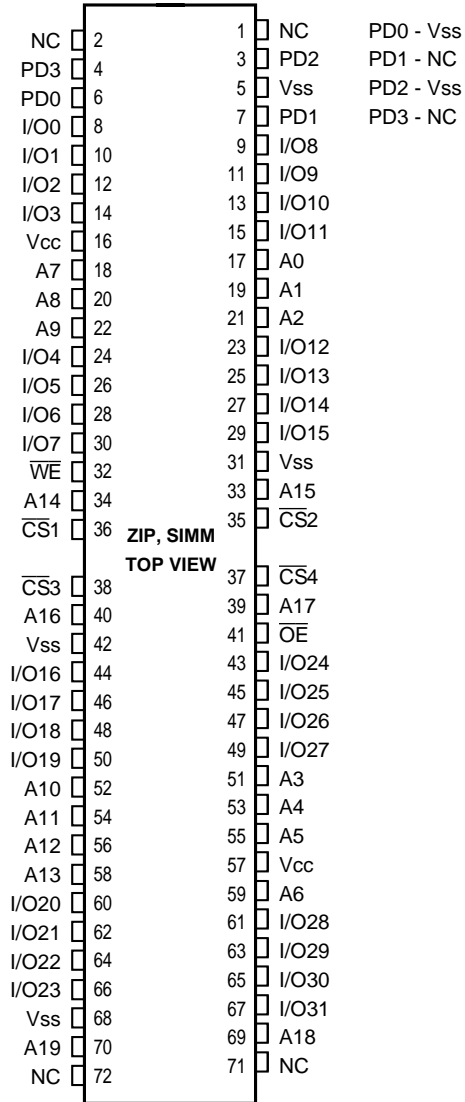 1 NC PD0 - Vss
NC 2
3 PD2 PD1 - NC
PD3 4
5 Vss PD2 - Vss
PD0 6
7 PD1 PD3 - NC
I/O0 8
9 I/O8
I/O1 10
11 I/O9
I/O2 12
13 I/O10
I/O3 14
15 I/O11
Vcc 16
17 A0
A7 18
19 A1
A8 20
21 A2
A9 22
23 I/O12
I/O4 24
25 I/O13
I/O5 26
27 I/O14
I/O6 28
29 I/O15
I/O7 30
31 Vss
W̅E̅ 32
33 A15
A14 34
35 C̅S̅2
C̅S̅1 36
ZIP, SIMM
TOP VIEW
37 C̅S̅4
C̅S̅3 38
39 A17
A16 40
41 O̅E̅
Vss 42
43 I/O24
I/O16 44
45 I/O25
I/O17 46
47 I/O26
I/O18 48
49 I/O27
I/O19 50
51 A3
A10 52
53 A4
A11 54
55 A5
A12 56
57 Vcc
A13 58
59 A6
I/O20 60
61 I/O28
I/O21 62
63 I/O29
I/O22 64
65 I/O30
I/O23 66
67 I/O31
Vss 68
69 A18
A19 70
71 NC
NC 72